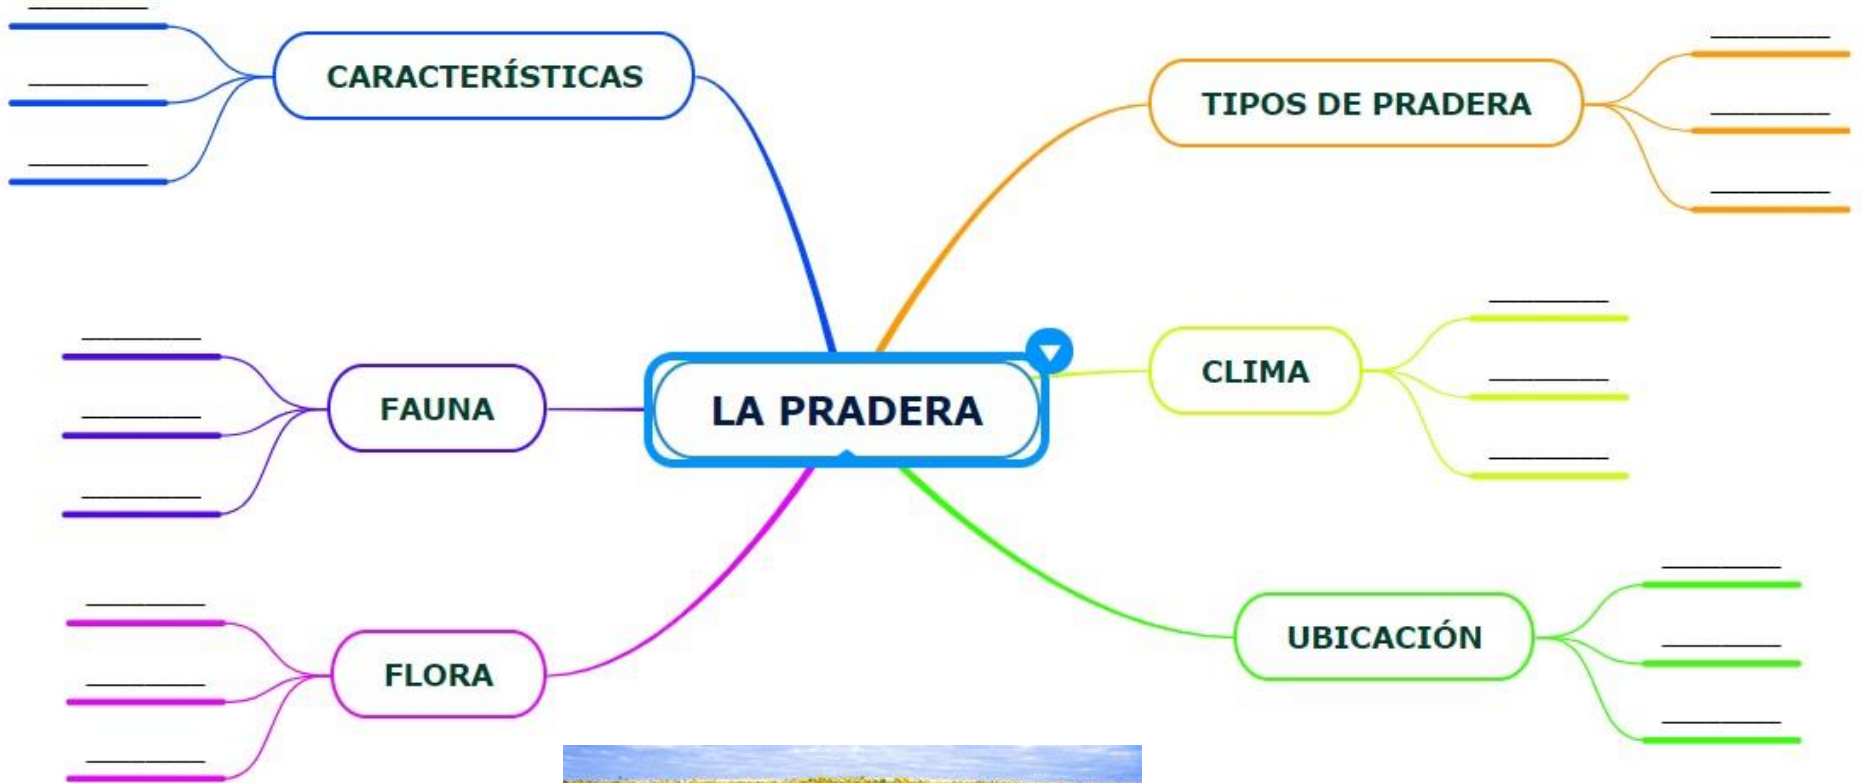 CARACTERÍSTICAS
TIPOS DE PRADERA
FAUNA
LA PRADERA
CLIMA
FLORA
UBICACIÓN